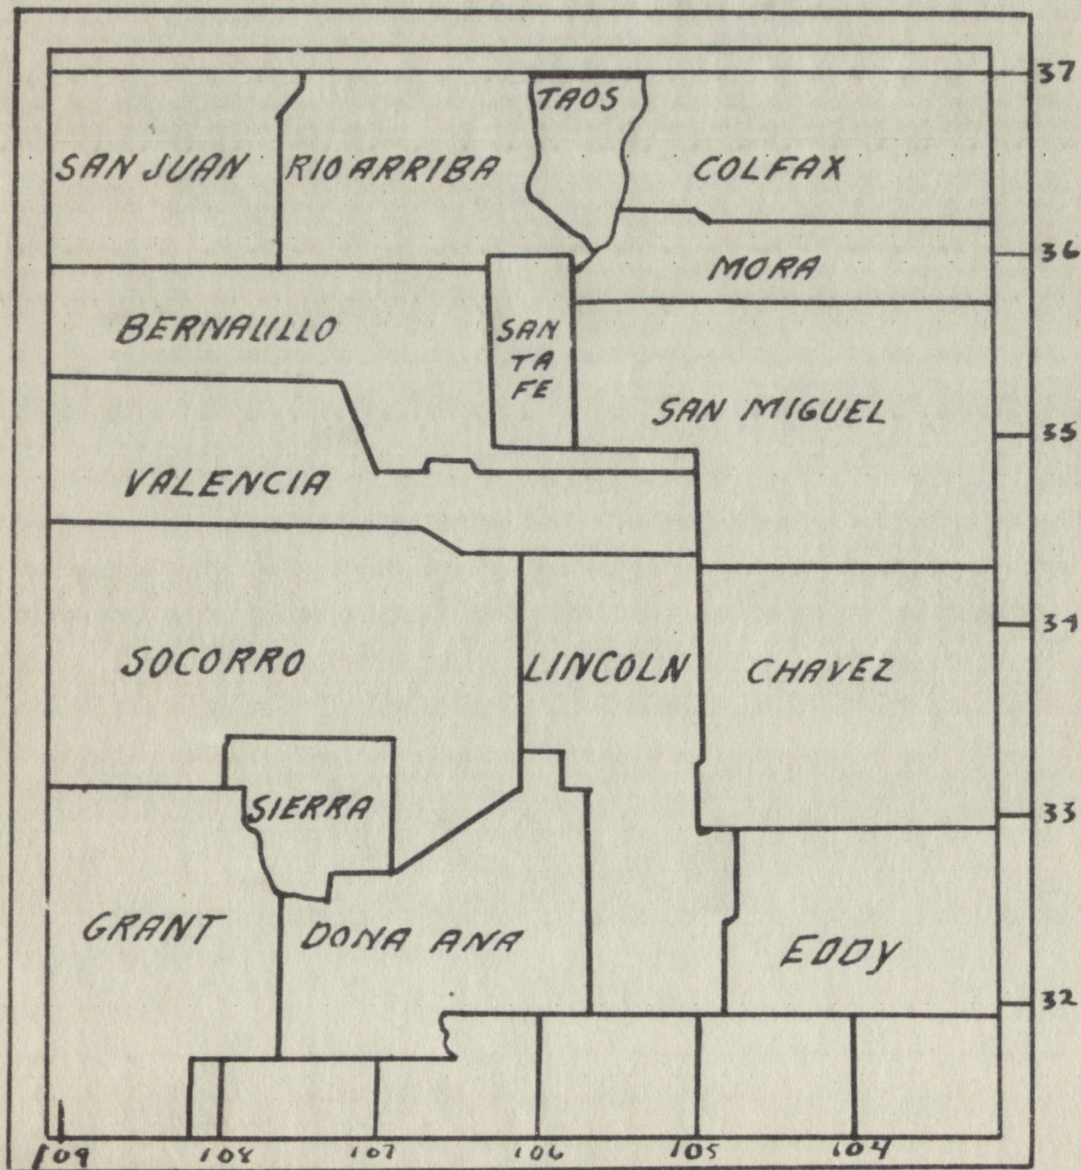 37
TAOS
SAN JUAN
RIO ARRIBA
COLFAX
36
MORA
BERNALILLO
SAN
TA
FE
SAN MIGUEL
35
VALENCIA
34
SOCORRO
LINCOLN
CHAVEZ
SIERRA
33
GRANT
DONA ANA
EDDY
32
109
108
107
106
105
104